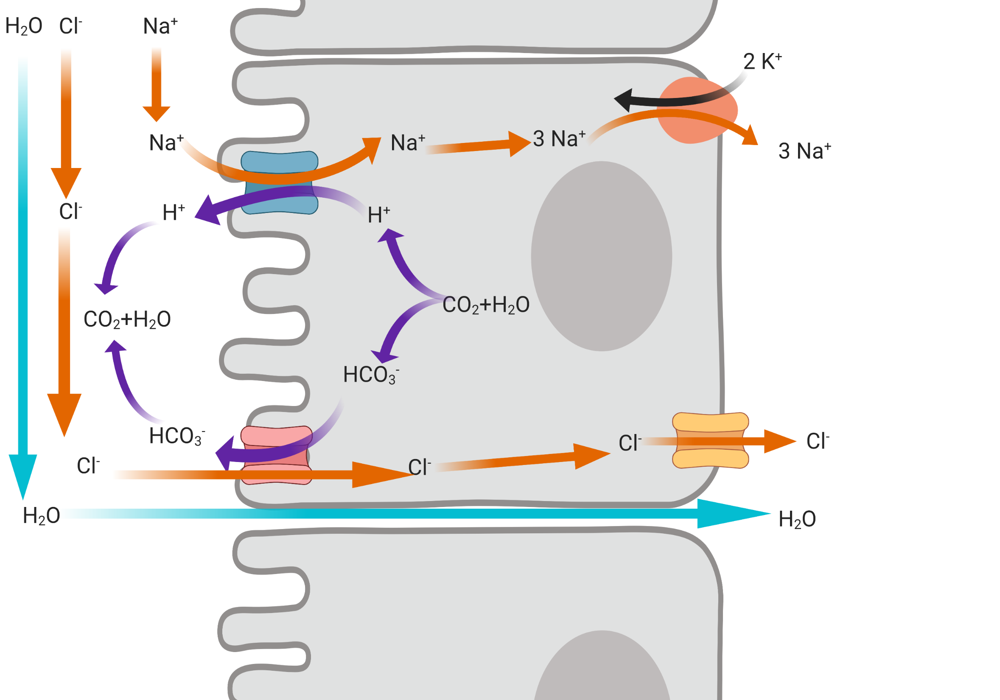 H₂O Cl⁻ Na⁺
2 K⁺
Na⁺ Na⁺ 3 Na⁺ 3 Na⁺
Cl⁻ H⁺ H⁺
CO₂+H₂O
CO₂+H₂O
HCO₃⁻
HCO₃⁻ Cl⁻ Cl⁻
Cl⁻ Cl⁻
H₂O H₂O